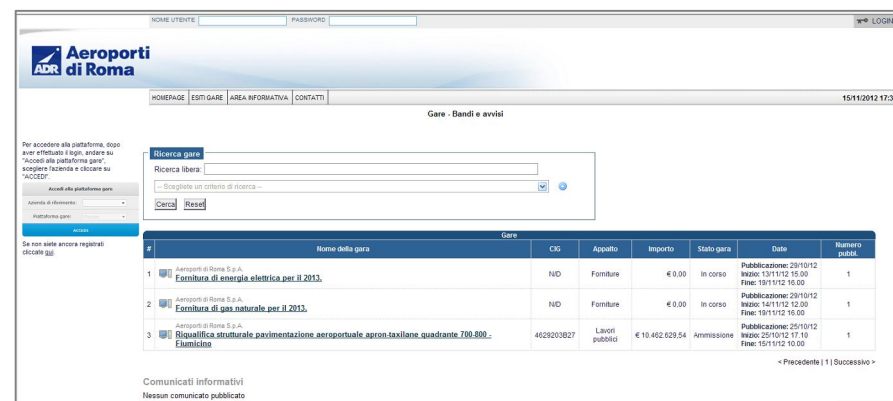 NOME UTENTE PASSWORD LOGIN
Aeroporti
ADR di Roma
HOMEPAGE ESITI GARE AREA INFORMATIVA CONTATTI 15/11/2012 17:3
Gare - Bandi e avvisi
Per accedere alla piattaforma, dopo
aver effettuato il login, andare su
"Accedi alla piattaforma gare",
scegliere l'azienda e cliccare su
"ACCEDI".
Accedi alla piattaforma gare
Azienda di riferimento:
Piattaforma gare:
ACCEDI
Se non siete ancora registrati
cliccate qui.
Ricerca gare
Ricerca libera:
-- Scegliete un criterio di ricerca --
Cerca Reset
Gare
# Nome della gara CIG Appalto Importo Stato gara Date Numero
pubbl.
1 Aeroporti di Roma S.p.A.
Fornitura di energia elettrica per il 2013. N/D Forniture € 0,00 In corso Pubblicazione: 29/10/12
Inizio: 13/11/12 15.00
Fine: 19/11/12 16.00 1
2 Aeroporti di Roma S.p.A.
Fornitura di gas naturale per il 2013. N/D Forniture € 0,00 In corso Pubblicazione: 29/10/12
Inizio: 14/11/12 12.00
Fine: 19/11/12 16.00 1
3 Aeroporti di Roma S.p.A.
Riqualifica strutturale pavimentazione aeroportuale apron-taxilane quadrante 700-800 -
Fiumicino 4629203B27 Lavori
pubblici € 10.462.629,54 Ammissione Pubblicazione: 25/10/12
Inizio: 25/10/12 17.10
Fine: 15/11/12 10.00 1
< Precedente | 1 | Successivo >
Comunicati informativi
Nessun comunicato pubblicato